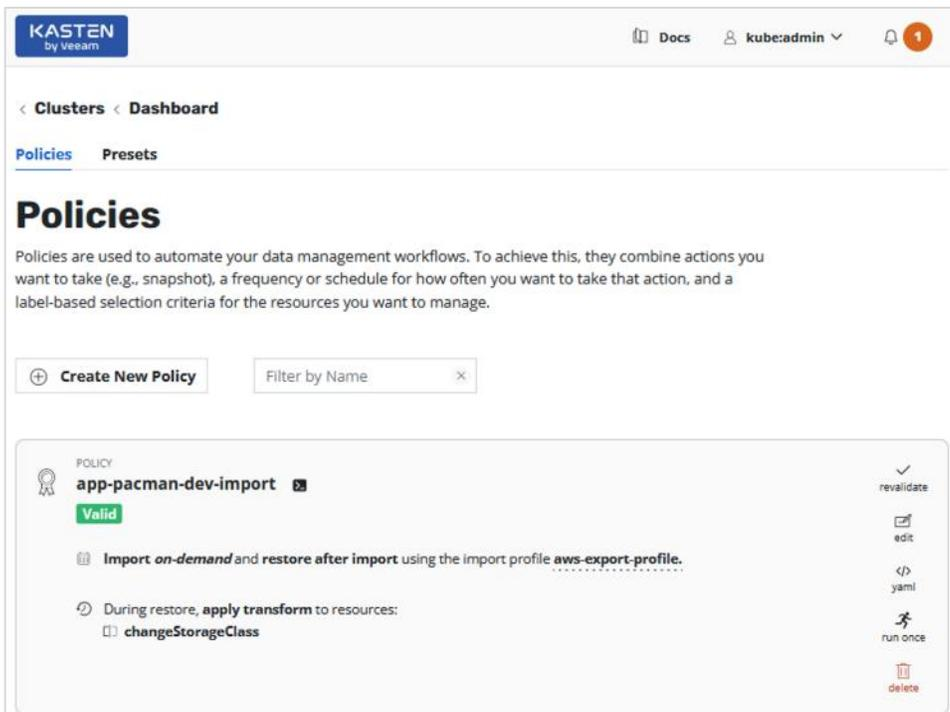 KASTEN
by Veeam
Docs
kube:admin
1
< Clusters < Dashboard
Policies Presets
Policies
Policies are used to automate your data management workflows. To achieve this, they combine actions you
want to take (e.g., snapshot), a frequency or schedule for how often you want to take that action, and a
label-based selection criteria for the resources you want to manage.
Create New Policy
Filter by Name
POLICY
app-pacman-dev-import
Valid
Import on-demand and restore after import using the import profile aws-export-profile.
During restore, apply transform to resources:
changeStorageClass
revalidate
edit
yaml
run once
delete